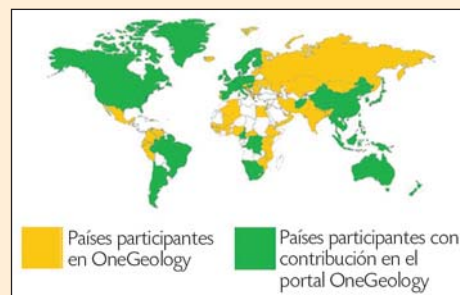 Países participantes
en OneGeology
Países participantes con
contribución en el
portal OneGeology